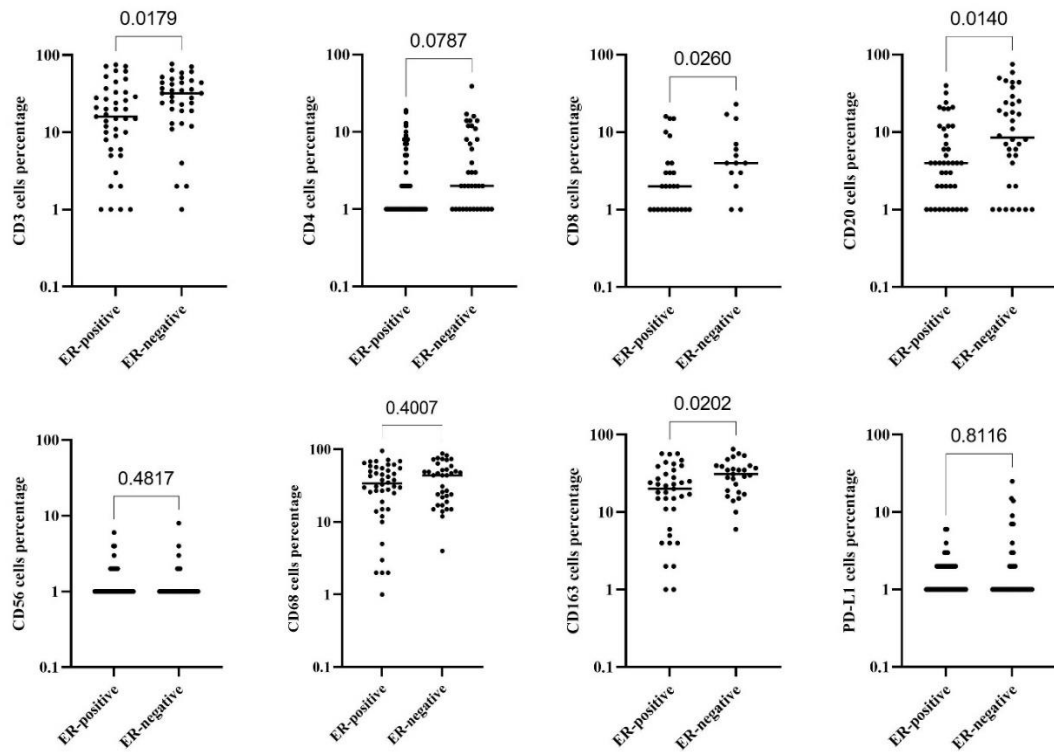 0.0179
CD3 cells percentage
100
10
1
0.1
ER-positive
ER-negative
0.0787
CD4 cells percentage
100
10
1
0.1
ER-positive
ER-negative
0.0260
CD8 cells percentage
100
10
1
0.1
ER-positive
ER-negative
0.0140
CD20 cells percentage
100
10
1
0.1
ER-positive
ER-negative
0.4817
CD56 cells percentage
100
10
1
0.1
ER-positive
ER-negative
0.4007
CD68 cells percentage
100
10
1
0.1
ER-positive
ER-negative
0.0202
CD163 cells percentage
100
10
1
0.1
ER-positive
ER-negative
0.8116
PD-L1 cells percentage
100
10
1
0.1
ER-positive
ER-negative